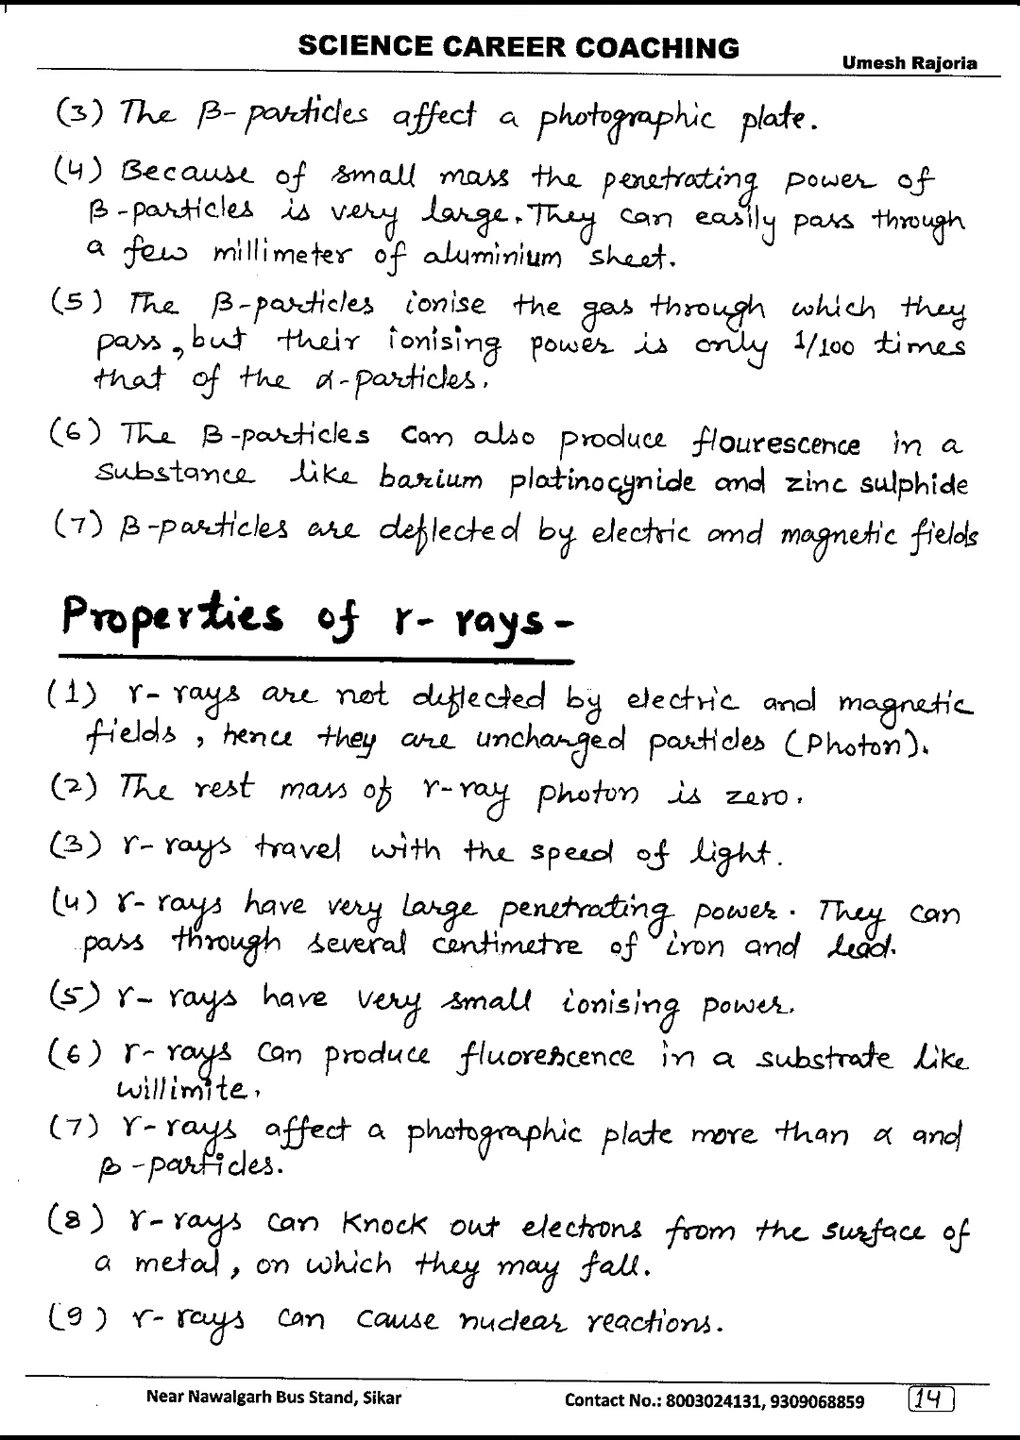 SCIENCE CAREER COACHING
Umesh Rajoria
(3) The β-particles affect a photographic plate.
(4) Because of small mass the penetrating power of
β-particles is very large. They can easily pass through
a few millimeter of aluminium sheet.
(5) The β-particles ionise the gas through which they
pass, but their ionising power is only 1/100 times
that of the α-particles.
(6) The β-particles can also produce flourescence in a
substance like barium platinocynide and zinc sulphide
(7) β-particles are deflected by electric and magnetic fields
Properties of r- rays-
(1) r- rays are not deflected by electric and magnetic
fields, hence they are uncharged particles (Photon).
(2) The rest mass of r-ray photon is zero.
(3) r- rays travel with the speed of light.
(4) r- rays have very large penetrating power. They can
pass through several centimetre of iron and lead.
(5) r- rays have very small ionising power.
(6) r- rays can produce fluorescence in a substrate like
willimite.
(7) r-rays affect a photographic plate more than α and
β-particles.
(8) r-rays can knock out electrons from the surface of
a metal, on which they may fall.
(9) r- rays can cause nuclear reactions.
Near Nawalgarh Bus Stand, Sikar
Contact No.: 8003024131, 9309068859
14